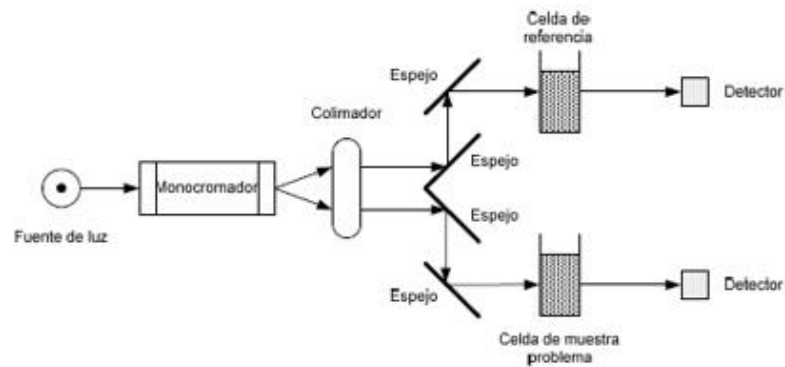 Celda de
referencia
Espejo
Detector
Colimador
Espejo
Monocromador
Espejo
Fuente de luz
Espejo
Detector
Celda de muestra
problema